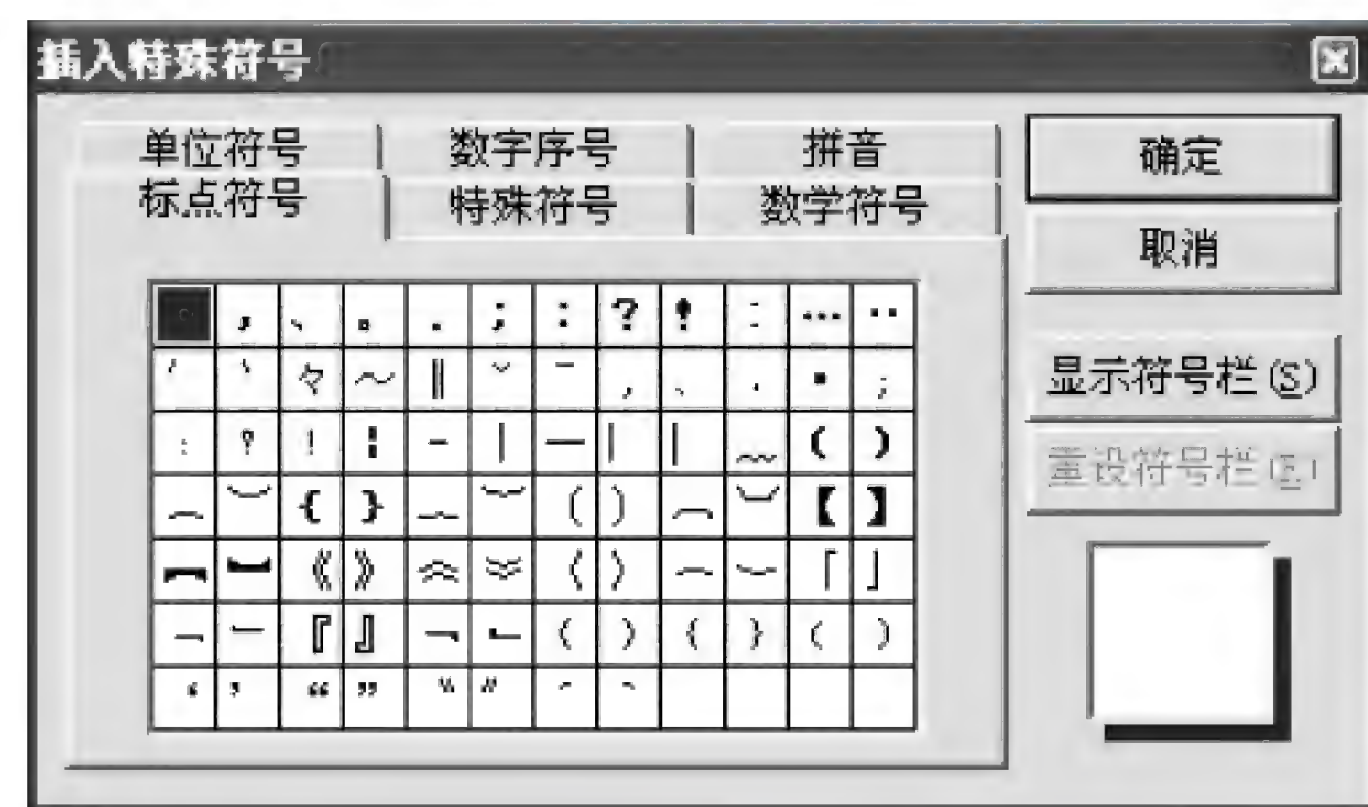 插入特殊符号
单位符号 数字序号 拼音
标点符号 特殊符号 数学符号
确定
取消
显示符号栏(S)
重设符号栏(R)
, 、 。 . ; : ? ! … ¨
々 ~ ‖ ˇ ˉ , 、 . ;
: ? ! ( )
{ } ( ) 【 】
《 》 〈 〉 「 」
『 』 ( ) { } ( )
‘ ’ “ ”